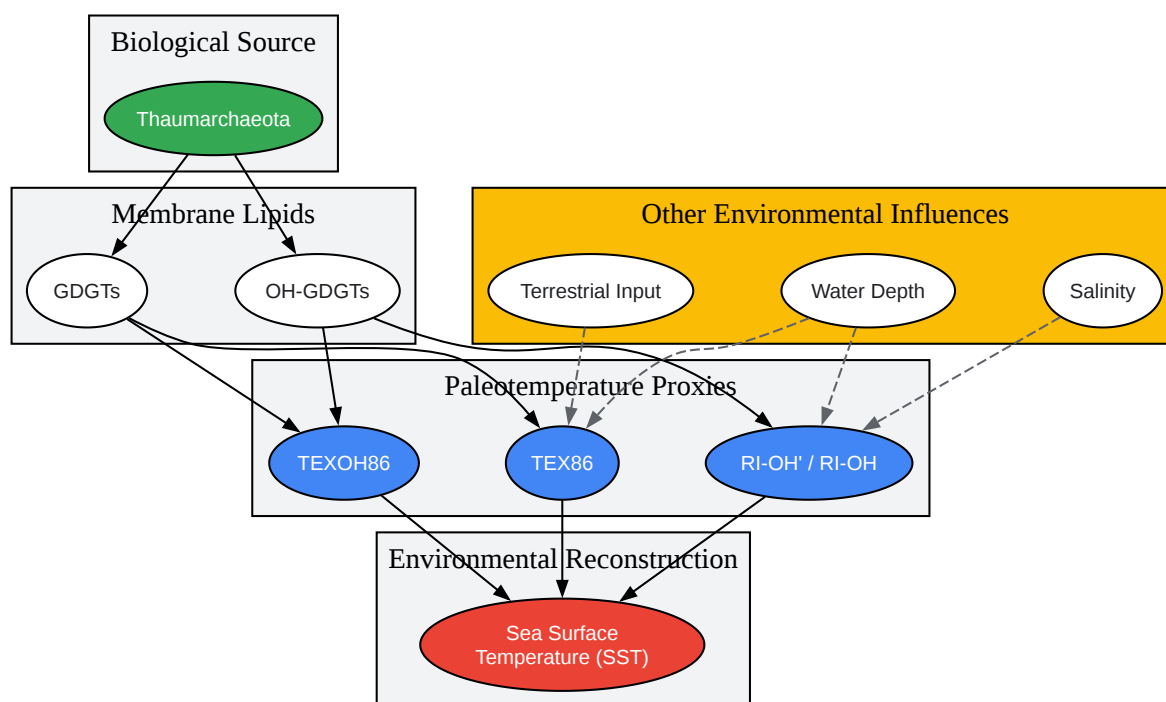 Biological Source
Thaumarchaeota
Membrane Lipids
Other Environmental Influences
GDGTs
OH-GDGTs
Terrestrial Input
Water Depth
Salinity
Paleotemperature Proxies
TEXOH86
TEX86
RI-OH' / RI-OH
Environmental Reconstruction
Sea Surface
Temperature (SST)